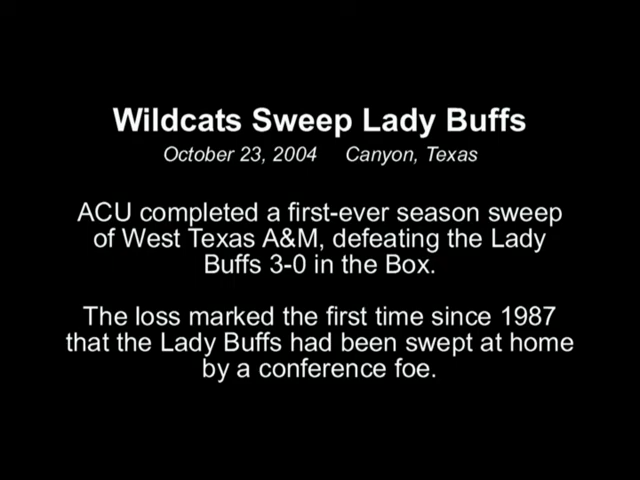 Wildcats Sweep Lady Buffs
October 23, 2004 Canyon, Texas
ACU completed a first-ever season sweep
of West Texas A&M, defeating the Lady
Buffs 3-0 in the Box.
The loss marked the first time since 1987
that the Lady Buffs had been swept at home
by a conference foe.